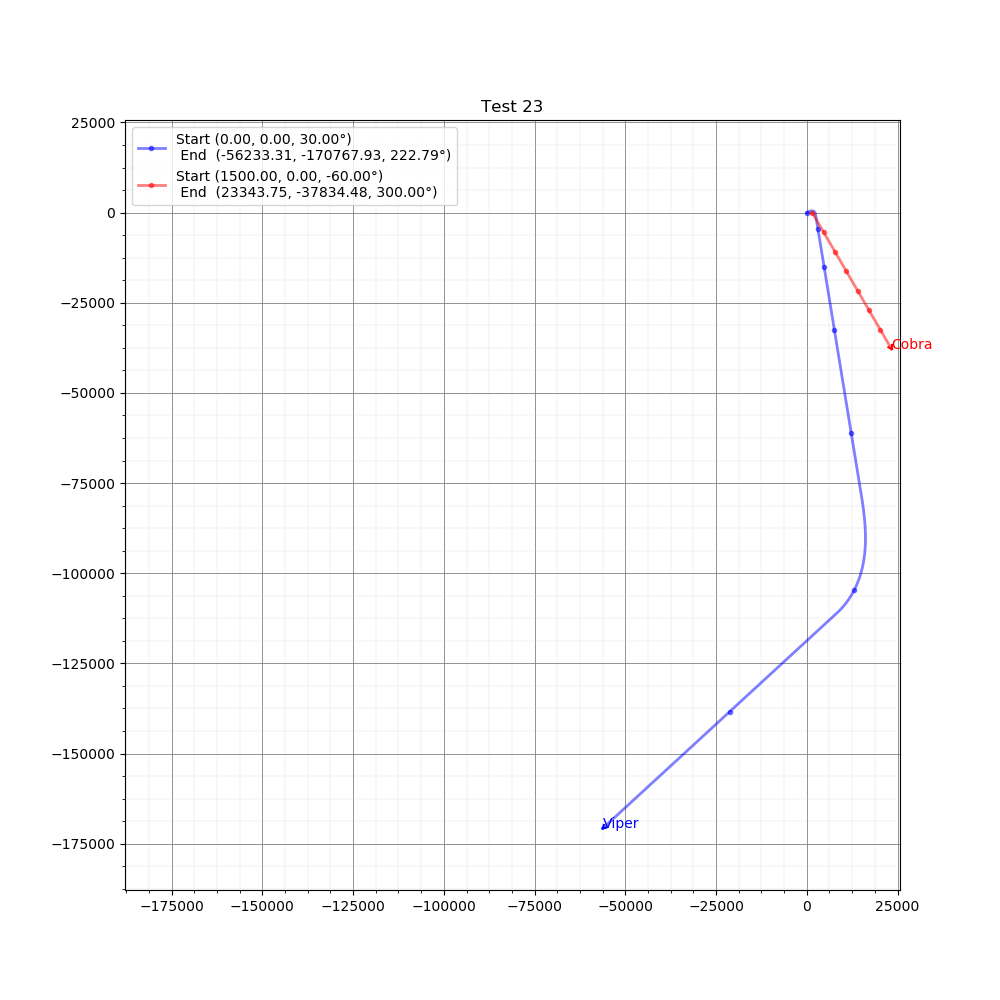 Test 23
Start (0.00, 0.00, 30.00°)
End (-56233.31, -170767.93, 222.79°)
Start (1500.00, 0.00, -60.00°)
End (23343.75, -37834.48, 300.00°)
25000
0
−25000
−50000
−75000
−100000
−125000
−150000
−175000
Cobra
Viper
−175000 −150000 −125000 −100000 −75000 −50000 −25000 0 25000